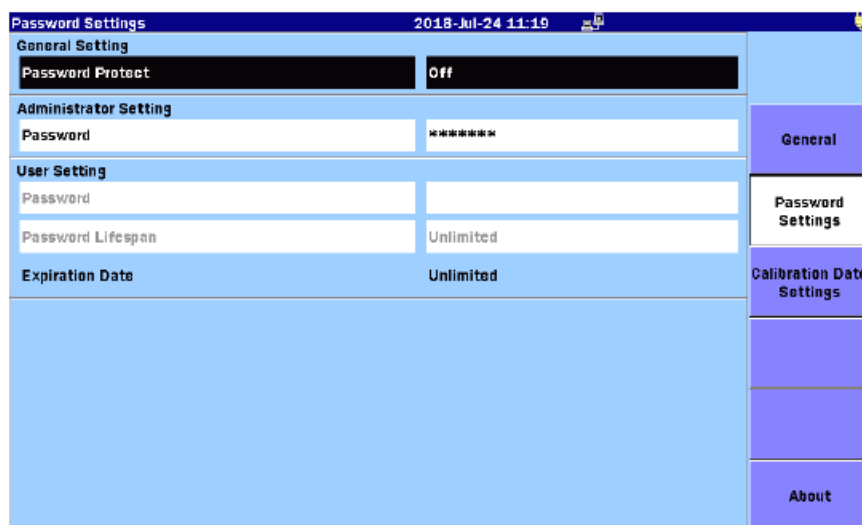 Password Settings 2018-Jul-24 11:19
General Setting
Password Protect Off
Administrator Setting
Password *******
User Setting
Password
Password Lifespan Unlimited
Expiration Date Unlimited
General
Password
Settings
Calibration Date
Settings
About